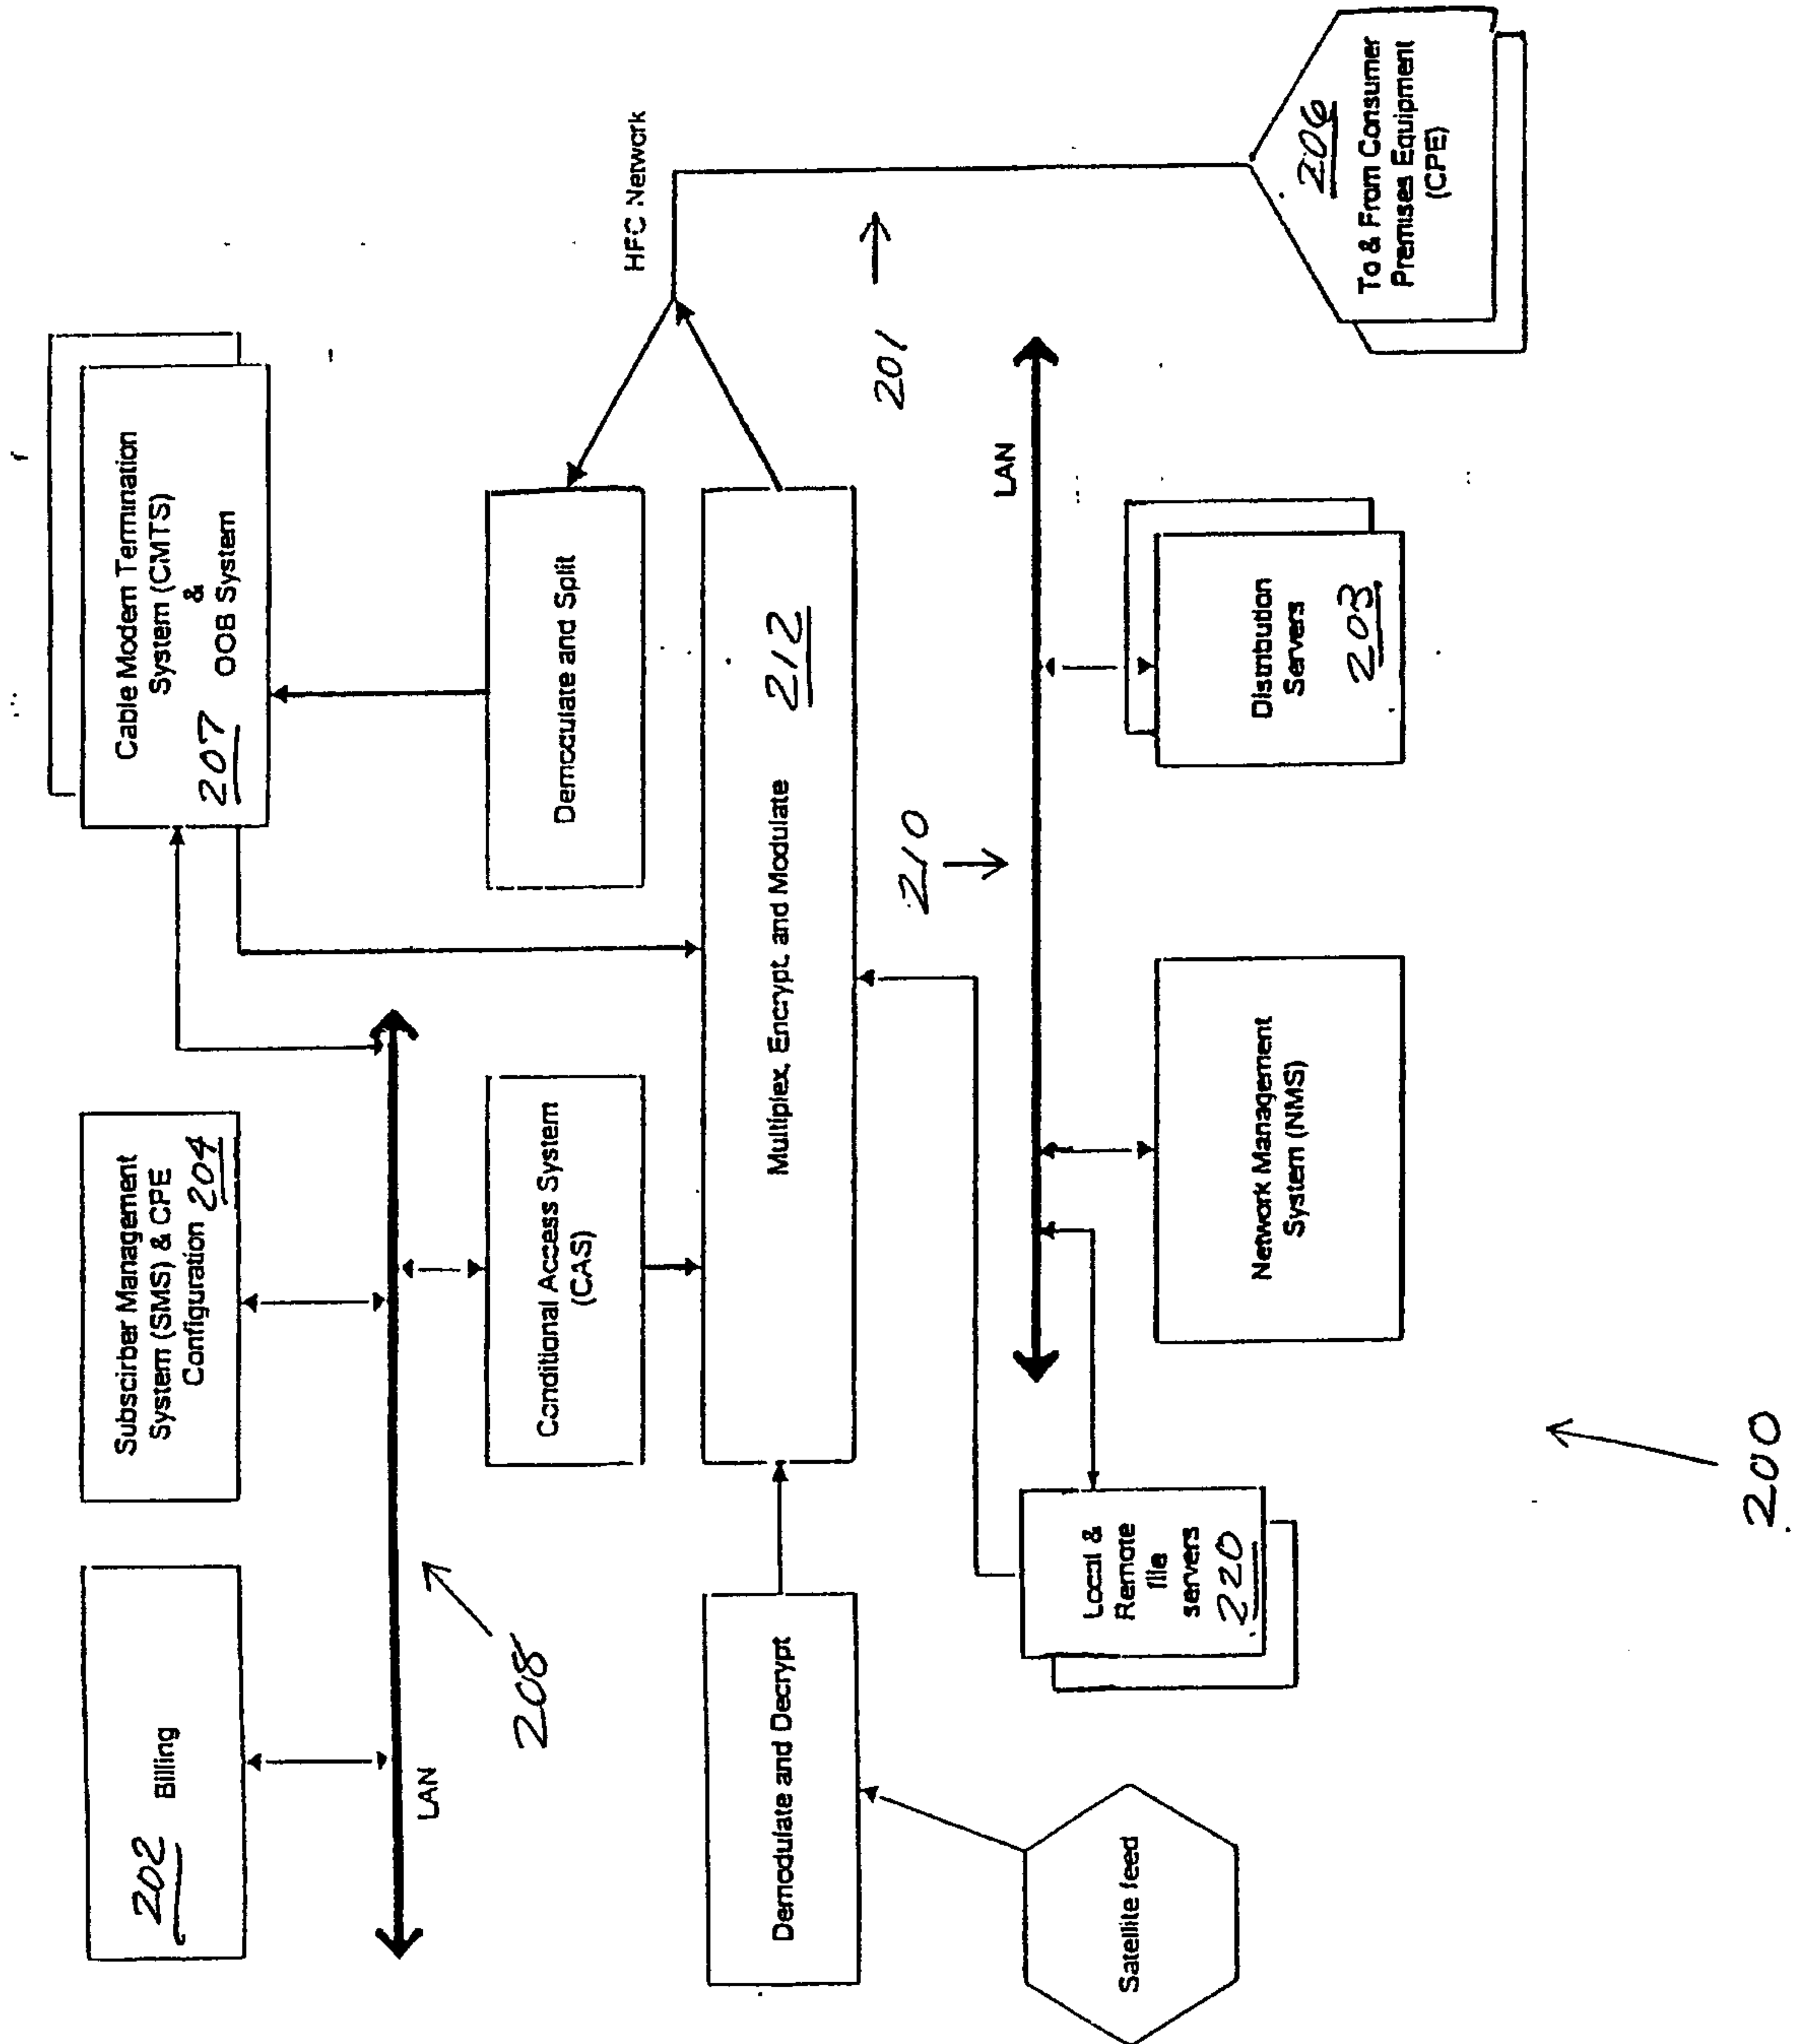 202
Billing
Subscirber Management
System (SMS) & CPE
Configuration 204
Cable Modem Termination
System (CMTS)
&
207 OOB System
LAN
208
Conditional Access System
(CAS)
Demodulate and Split
HFC Network
Demodulate and Decrypt
Multiplex, Encrypt, and Modulate 212
201
210
LAN
Satellite feed
Local &
Remote
file
servers
220
Network Management
System (NMS)
Distribution
Servers
203
206
To & From Consumer
Premises Equipment
(CPE)
200